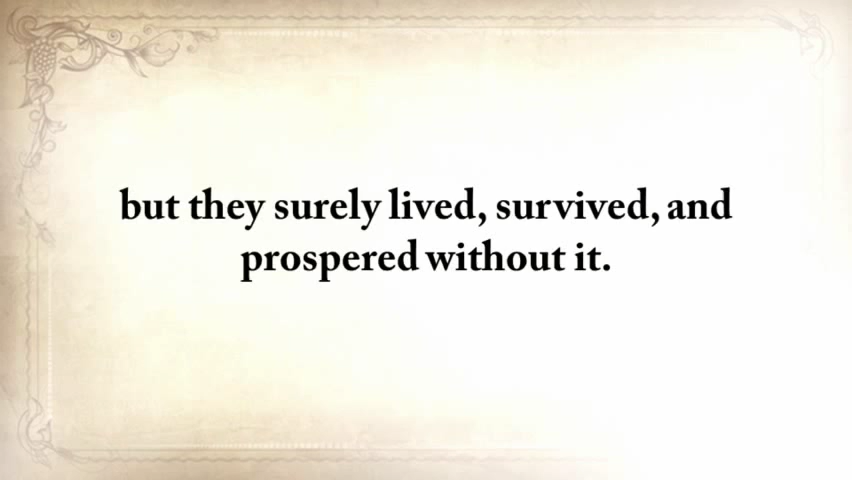 but they surely lived, survived, and
prospered without it.